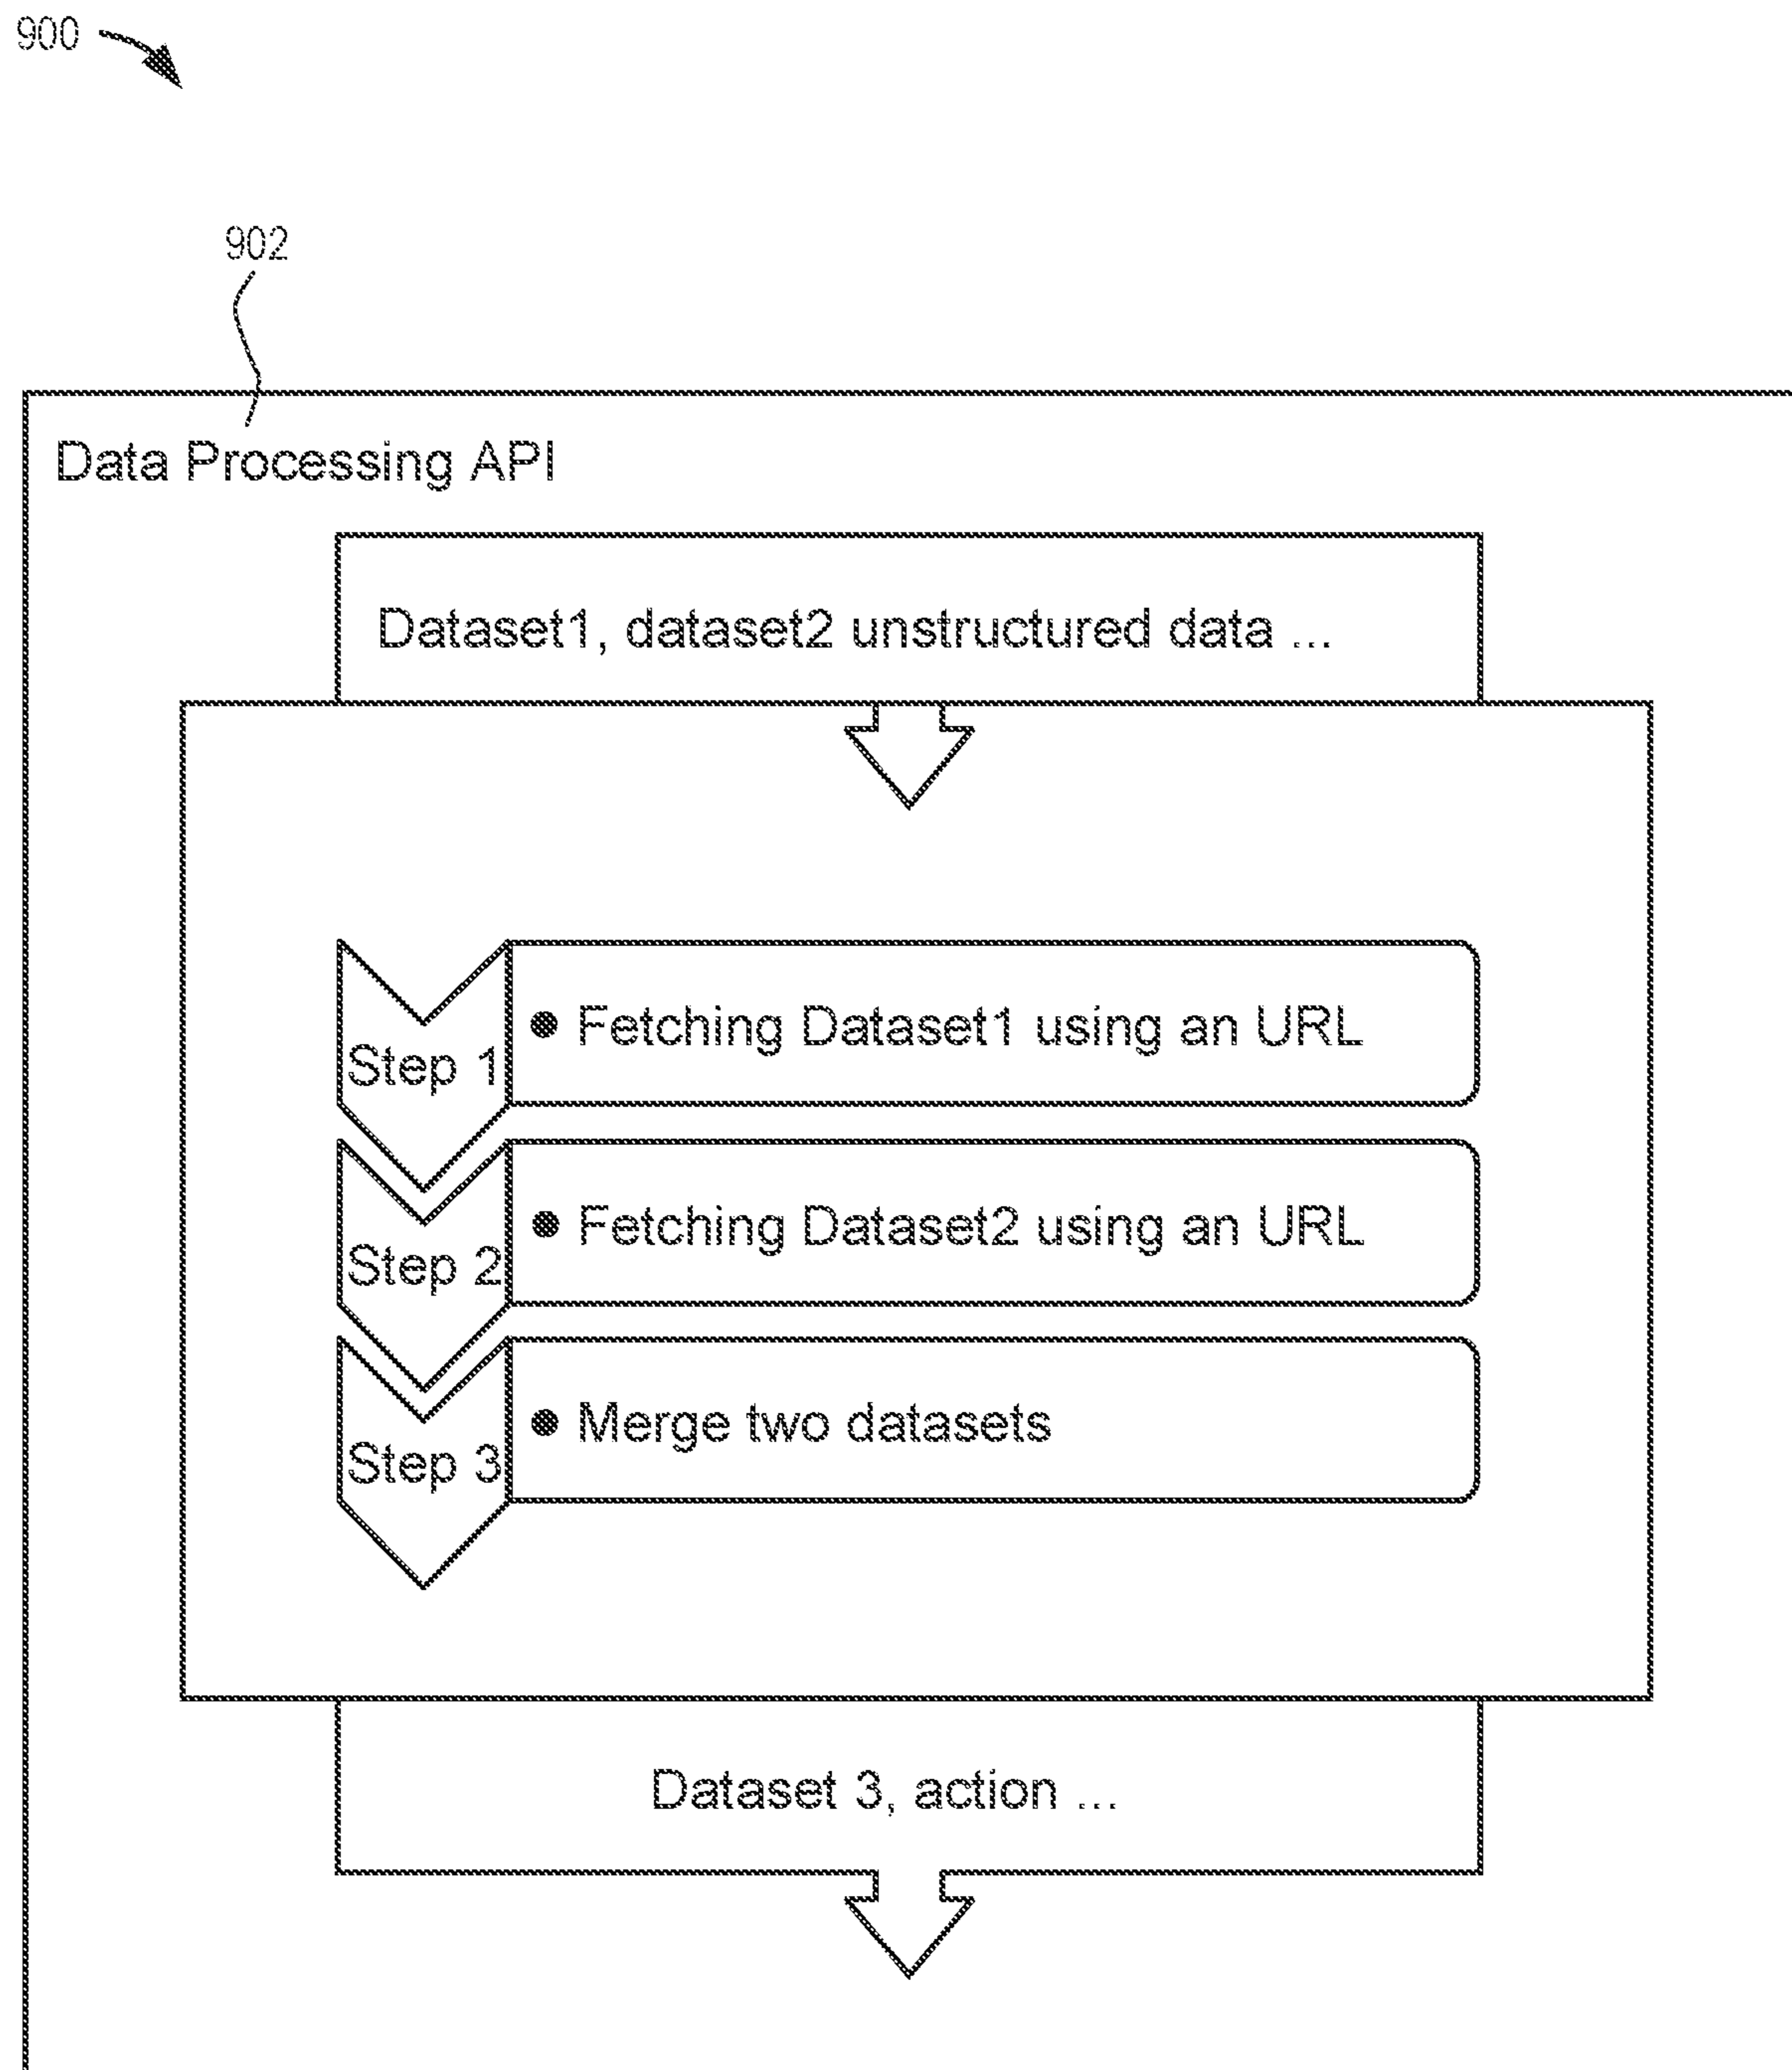 900
902
Data Processing API
Dataset1, dataset2 unstructured data ...
Step 1
• Fetching Dataset1 using an URL
Step 2
• Fetching Dataset2 using an URL
Step 3
• Merge two datasets
Dataset 3, action ...